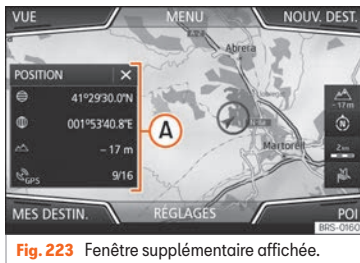 VUE
MENU
NOUV. DEST.
Abrera
POSITION
41°29'30.0"N
001°53'40.8"E
A
- 17 m
GPS
9/16
-17 m
2km
Martorell
MES DESTIN.
RÉGLAGES
POI
BRS-0160
Fig. 223 Fenêtre supplémentaire affichée.